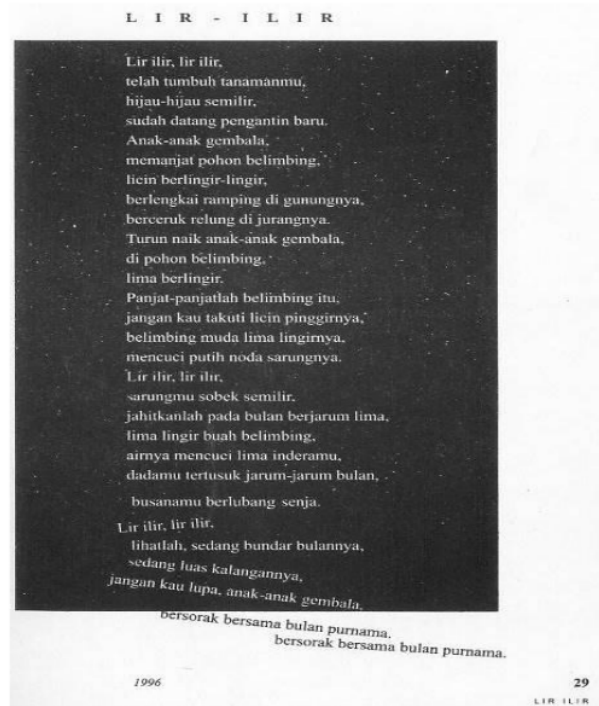 LIR - ILIR
Lir ilir, lir ilir,
telah tumbuh tanamanmu,
hijau-hijau semilir,
sudah datang pengantin baru.
Anak-anak gembala,
memanjat pohon belimbing,
licin berlingir-lingir,
berlengkai ramping di gunungnya,
berceruk relung di jurangnya.
Turun naik anak-anak gembala,
di pohon belimbing,
lima berlingir.
Panjat-panjatlah belimbing itu,
jangan kau takuti licin pinggirnya,
belimbing muda lima lingirnya,
mencuci putih noda sarungnya.
Lir ilir, lir ilir,
sarungmu sobek semilir,
jahitkanlah pada bulan berjarum lima,
lima lingir buah belimbing,
airnya mencuci lima inderamu,
dadamu tertusuk jarum-jarum bulan,
busanamu berlubang senja.
Lir ilir, lir ilir,
lihatlah, sedang bundar bulannya,
sedang luas kalangannya,
jangan kau lupa, anak-anak gembala,
bersorak bersama bulan purnama.
bersorak bersama bulan purnama.
1996
29
LIR ILIR